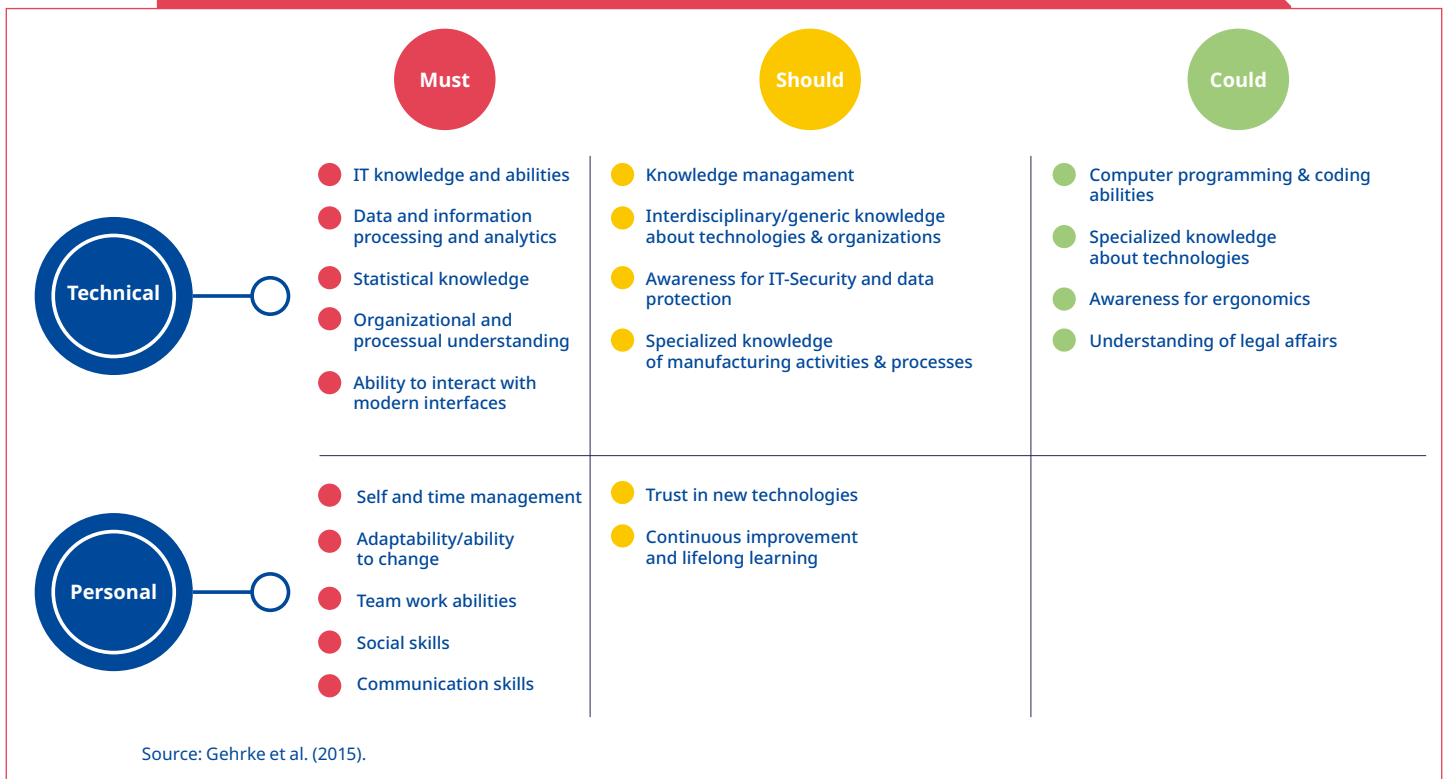 Must
Should
Could
Technical
IT knowledge and abilities
Data and information
processing and analytics
Statistical knowledge
Organizational and
processual understanding
Ability to interact with
modern interfaces
Knowledge managament
Interdisciplinary/generic knowledge
about technologies & organizations
Awareness for IT-Security and data
protection
Specialized knowledge
of manufacturing activities & processes
Computer programming & coding
abilities
Specialized knowledge
about technologies
Awareness for ergonomics
Understanding of legal affairs
Personal
Self and time management
Adaptability/ability
to change
Team work abilities
Social skills
Communication skills
Trust in new technologies
Continuous improvement
and lifelong learning
Source: Gehrke et al. (2015).